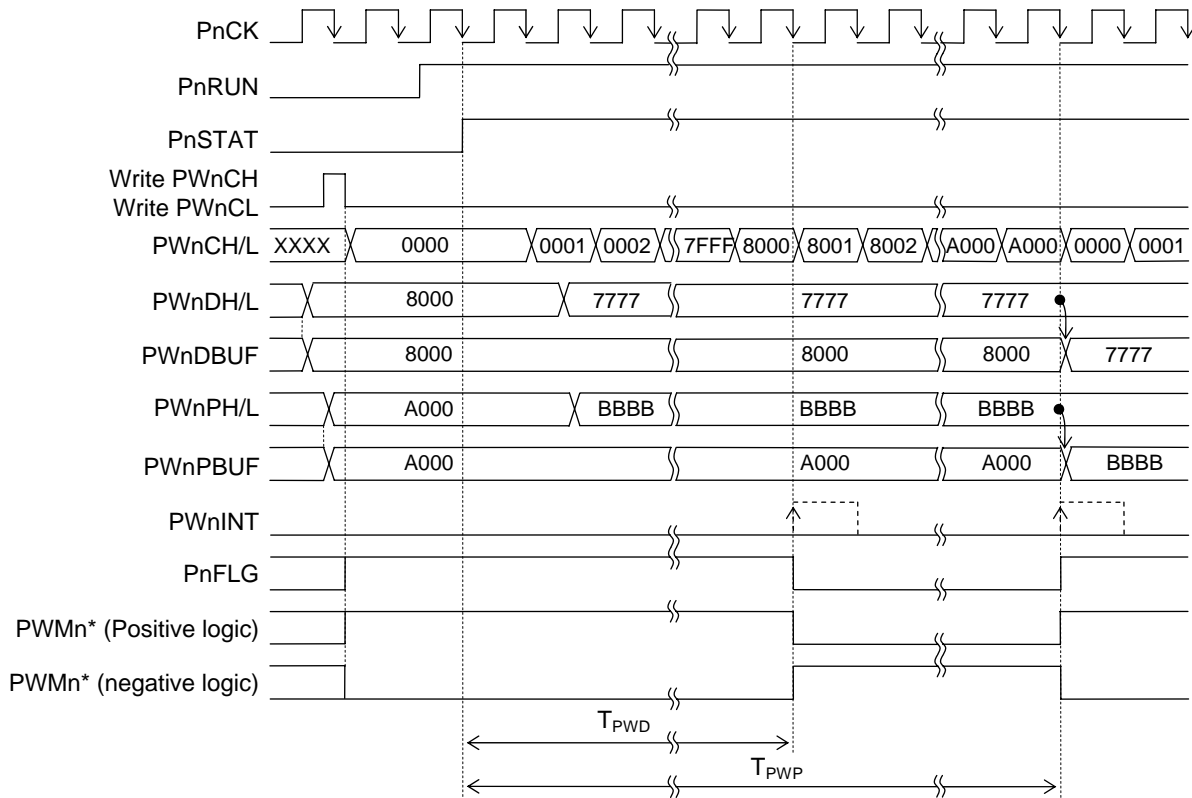 PnCK
PnRUN
PnSTAT
Write PWnCH
Write PWnCL
PWnCH/L XXXX 0000 0001 0002 7FFF 8000 8001 8002 A000 A000 0000 0001
PWnDH/L 8000 7777 7777 7777
PWnDBUF 8000 8000 8000 7777
PWnPH/L A000 BBBB BBBB BBBB
PWnPBUF A000 A000 A000 BBBB
PWnINT
PnFLG
PWMn* (Positive logic)
PWMn* (negative logic)
TPWD
TPWP